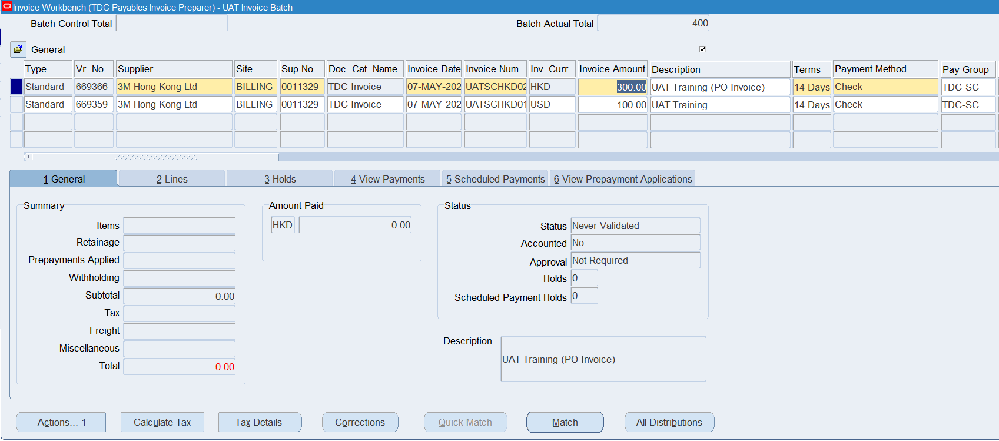 Invoice Workbench (TDC Payables Invoice Preparer) - UAT Invoice Batch
Batch Control Total Batch Actual Total 400
General
Type Vr. No. Supplier Site Sup No. Doc. Cat. Name Invoice Date Invoice Num Inv. Curr Invoice Amount Description Terms Payment Method Pay Group
Standard 669366 3M Hong Kong Ltd BILLING 0011329 TDC Invoice 07-MAY-202 UATSCHKD02 HKD 300.00 UAT Training (PO Invoice) 14 Days Check TDC-SC
Standard 669359 3M Hong Kong Ltd BILLING 0011329 TDC Invoice 07-MAY-202 UATSCHKD01 USD 100.00 UAT Training 14 Days Check TDC-SC
1 General 2 Lines 3 Holds 4 View Payments 5 Scheduled Payments 6 View Prepayment Applications
Summary
Items
Retainage
Prepayments Applied
Withholding
Subtotal 0.00
Tax
Freight
Miscellaneous
Total 0.00
Amount Paid
HKD 0.00
Status
Status Never Validated
Accounted No
Approval Not Required
Holds 0
Scheduled Payment Holds 0
Description UAT Training (PO Invoice)
Actions... 1 Calculate Tax Tax Details Corrections Quick Match Match All Distributions